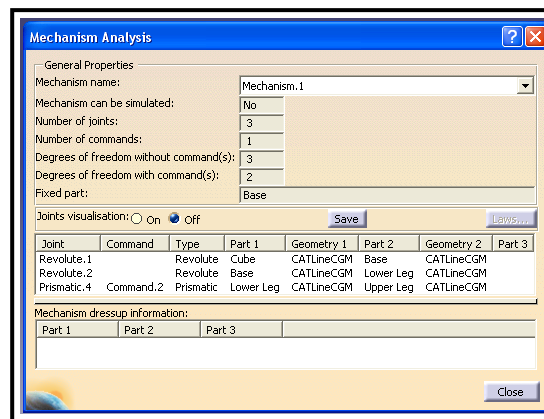 Mechanism Analysis
General Properties
Mechanism name: Mechanism.1
Mechanism can be simulated: No
Number of joints: 3
Number of commands: 1
Degrees of freedom without command(s): 3
Degrees of freedom with command(s): 2
Fixed part: Base
Joints visualisation: On Off Save Laws...
Joint Command Type Part 1 Geometry 1 Part 2 Geometry 2 Part 3
Revolute.1 Revolute Cube CATLineCGM Base CATLineCGM
Revolute.2 Revolute Base CATLineCGM Lower Leg CATLineCGM
Prismatic.4 Command.2 Prismatic Lower Leg CATLineCGM Upper Leg CATLineCGM
Mechanism dressup information:
Part 1 Part 2 Part 3
Close